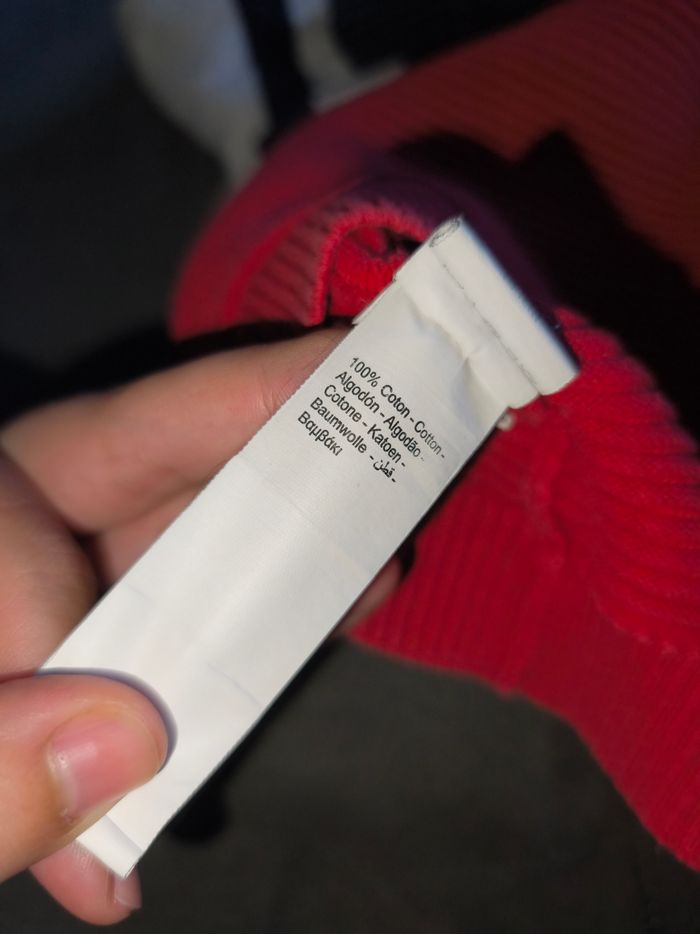 100% Coton - Cotton -
Algodón - Algodão -
Cotone - Katoen -
Baumwolle - قطن -
Βαμβάκι